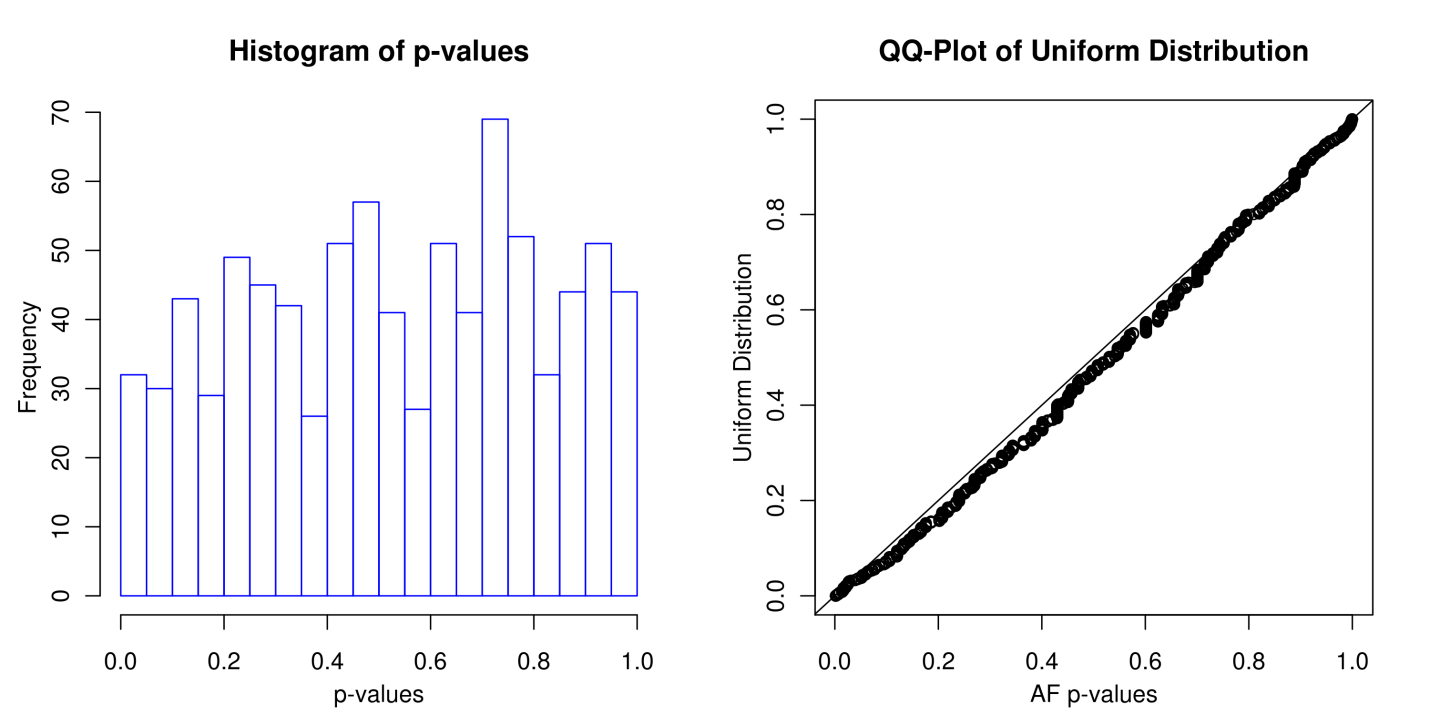 Histogram of p-values
Frequency
70
60
50
40
30
20
10
0
0.0 0.2 0.4 0.6 0.8 1.0
p-values
QQ-Plot of Uniform Distribution
Uniform Distribution
1.0
0.8
0.6
0.4
0.2
0.0
0.0 0.2 0.4 0.6 0.8 1.0
AF p-values